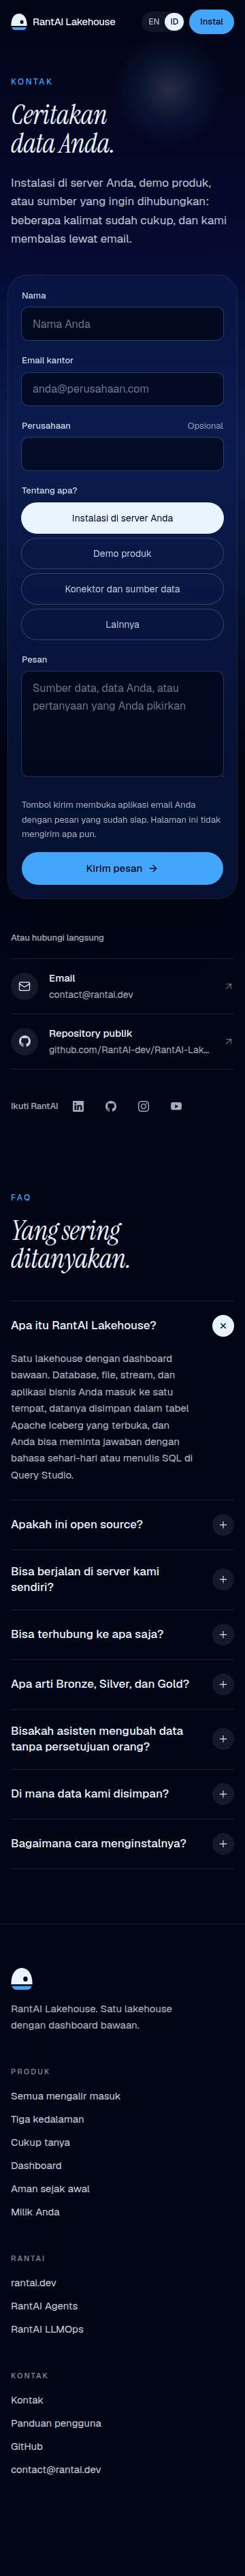 RantAI Lakehouse
EN
ID
Instal
KONTAK
Ceritakan
data Anda.
Instalasi di server Anda, demo produk,
atau sumber yang ingin dihubungkan:
beberapa kalimat sudah cukup, dan kami
membalas lewat email.
Nama
Nama Anda
Email kantor
anda@perusahaan.com
Perusahaan
Opsional
Tentang apa?
Instalasi di server Anda
Demo produk
Konektor dan sumber data
Lainnya
Pesan
Sumber data, data Anda, atau
pertanyaan yang Anda pikirkan
Tombol kirim membuka aplikasi email Anda
dengan pesan yang sudah siap. Halaman ini tidak
mengirim apa pun.
Kirim pesan →
Atau hubungi langsung
Email
contact@rantai.dev
Repository publik
github.com/RantAI-dev/RantAI-Lak...
Ikuti RantAI
FAQ
Yang sering
ditanyakan.
Apa itu RantAI Lakehouse?
Satu lakehouse dengan dashboard
bawaan. Database, file, stream, dan
aplikasi bisnis Anda masuk ke satu
tempat, datanya disimpan dalam tabel
Apache Iceberg yang terbuka, dan
Anda bisa meminta jawaban dengan
bahasa sehari-hari atau menulis SQL di
Query Studio.
Apakah ini open source?
Bisa berjalan di server kami
sendiri?
Bisa terhubung ke apa saja?
Apa arti Bronze, Silver, dan Gold?
Bisakah asisten mengubah data
tanpa persetujuan orang?
Di mana data kami disimpan?
Bagaimana cara menginstalnya?
RantAI Lakehouse. Satu lakehouse
dengan dashboard bawaan.
PRODUK
Semua mengalir masuk
Tiga kedalaman
Cukup tanya
Dashboard
Aman sejak awal
Milik Anda
RANTAI
rantai.dev
RantAI Agents
RantAI LLMOps
KONTAK
Kontak
Panduan pengguna
GitHub
contact@rantai.dev